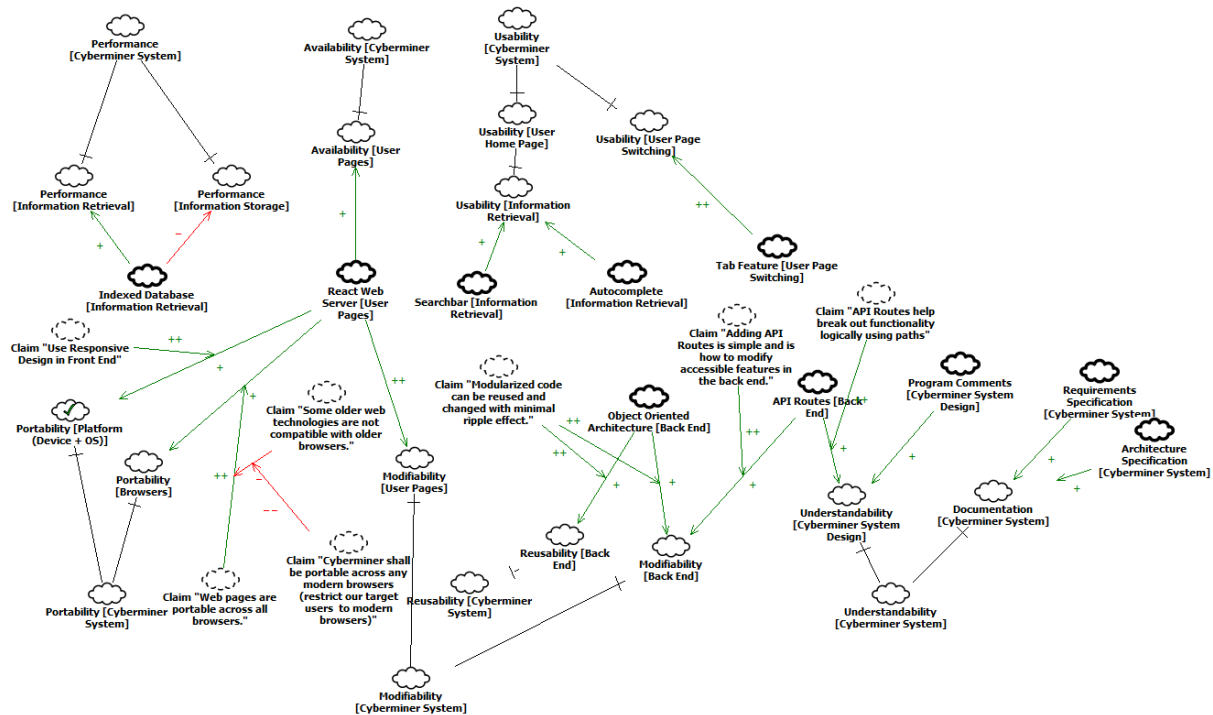 Performance
[Cyberminer System]
Availability [Cyberminer
System]
Usability
[Cyberminer
System]
Availability [User
Pages]
Usability [User
Home Page]
Usability [User Page
Switching]
Performance
[Information Retrieval]
Performance
[Information Storage]
Usability [Information
Retrieval]
++
+
-
+
+
+
Indexed Database
[Information Retrieval]
React Web
Server [User
Pages]
Searchbar [Information
Retrieval]
Autocomplete
[Information Retrieval]
Tab Feature [User Page
Switching]
Claim "Use Responsive
Design in Front End"
++
+
Claim "Adding API
Routes is simple and is
how to modify
accessible features in
the back end."
Claim "API Routes help
break out functionality
logically using paths"
Claim "Some older web
technologies are not
compatible with older
browsers."
+
++
Claim "Modularized code
can be reused and
changed with minimal
ripple effect."
Object Oriented
Architecture [Back End]
API Routes [Back
End]
++
Program Comments
[Cyberminer System
Design]
Requirements
Specification
[Cyberminer System]
Architecture
Specification
[Cyberminer System]
Portability [Platform
(Device + OS)]
Portability
[Browsers]
++
-
--
Modifiability
[User Pages]
++
++
+
+
++
+
+
+
+
+
Understandability
[Cyberminer System
Design]
Documentation
[Cyberminer System]
Claim "Web pages are
portable across all
browsers."
Claim "Cyberminer shall
be portable across any
modern browsers
(restrict our target
users to modern
browsers)"
Reusability [Back
End]
Modifiability
[Back End]
Portability [Cyberminer
System]
Reusability [Cyberminer
System]
Understandability
[Cyberminer System]
Modifiability
[Cyberminer System]